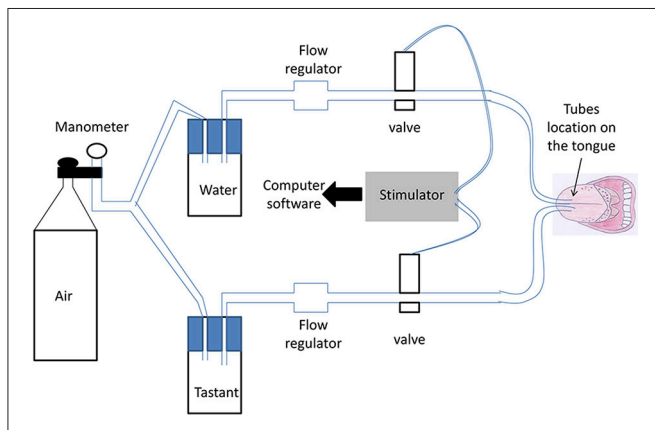 Flow
regulator
Manometer
valve
Tubes
location on
the tongue
Water
Computer
software
Stimulator
Air
Flow
regulator
valve
Tastant